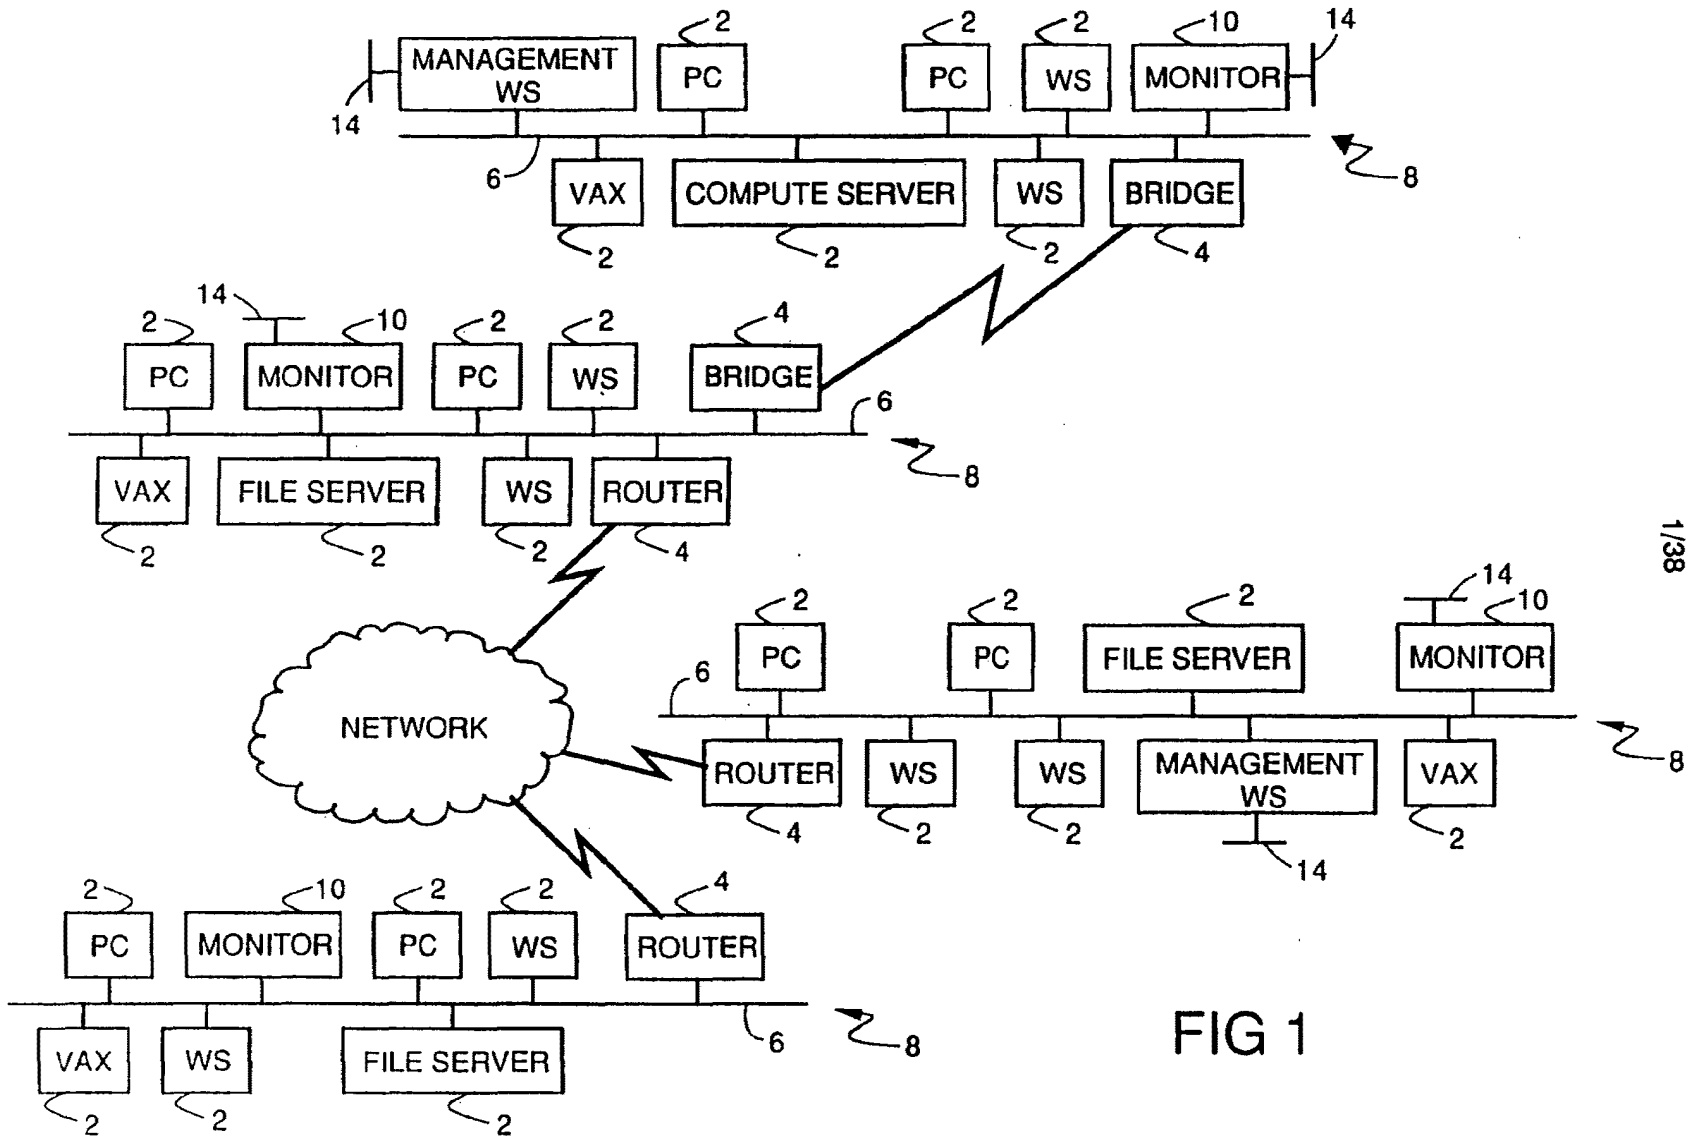 2 2 2 10 14
MANAGEMENT
WS
PC PC WS MONITOR
14
6
8
VAX COMPUTE SERVER WS BRIDGE
2 2 2 4
14
2 10 2 2 4
PC MONITOR PC WS BRIDGE
6
8
VAX FILE SERVER WS ROUTER
2 2 2 4
1/38
14
2 2 2 10
PC PC FILE SERVER MONITOR
6
NETWORK
8
ROUTER WS WS MANAGEMENT
WS
VAX
4 2 2 2
14
2 10 2 2 4
PC MONITOR PC WS ROUTER
6
8
VAX WS FILE SERVER
2 2 2
FIG 1